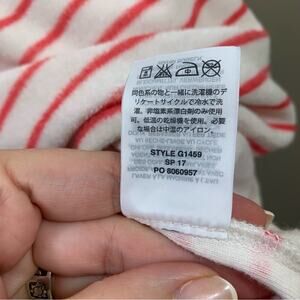 同色系の物と一緒に洗濯機のデ
リケートサイクルで冷水で洗
濯。非塩素系漂白剤のみ使用
可。低温の乾燥機を使用。必要
な場合は中温のアイロン
STYLE G1459
SP 17
PO 8060957